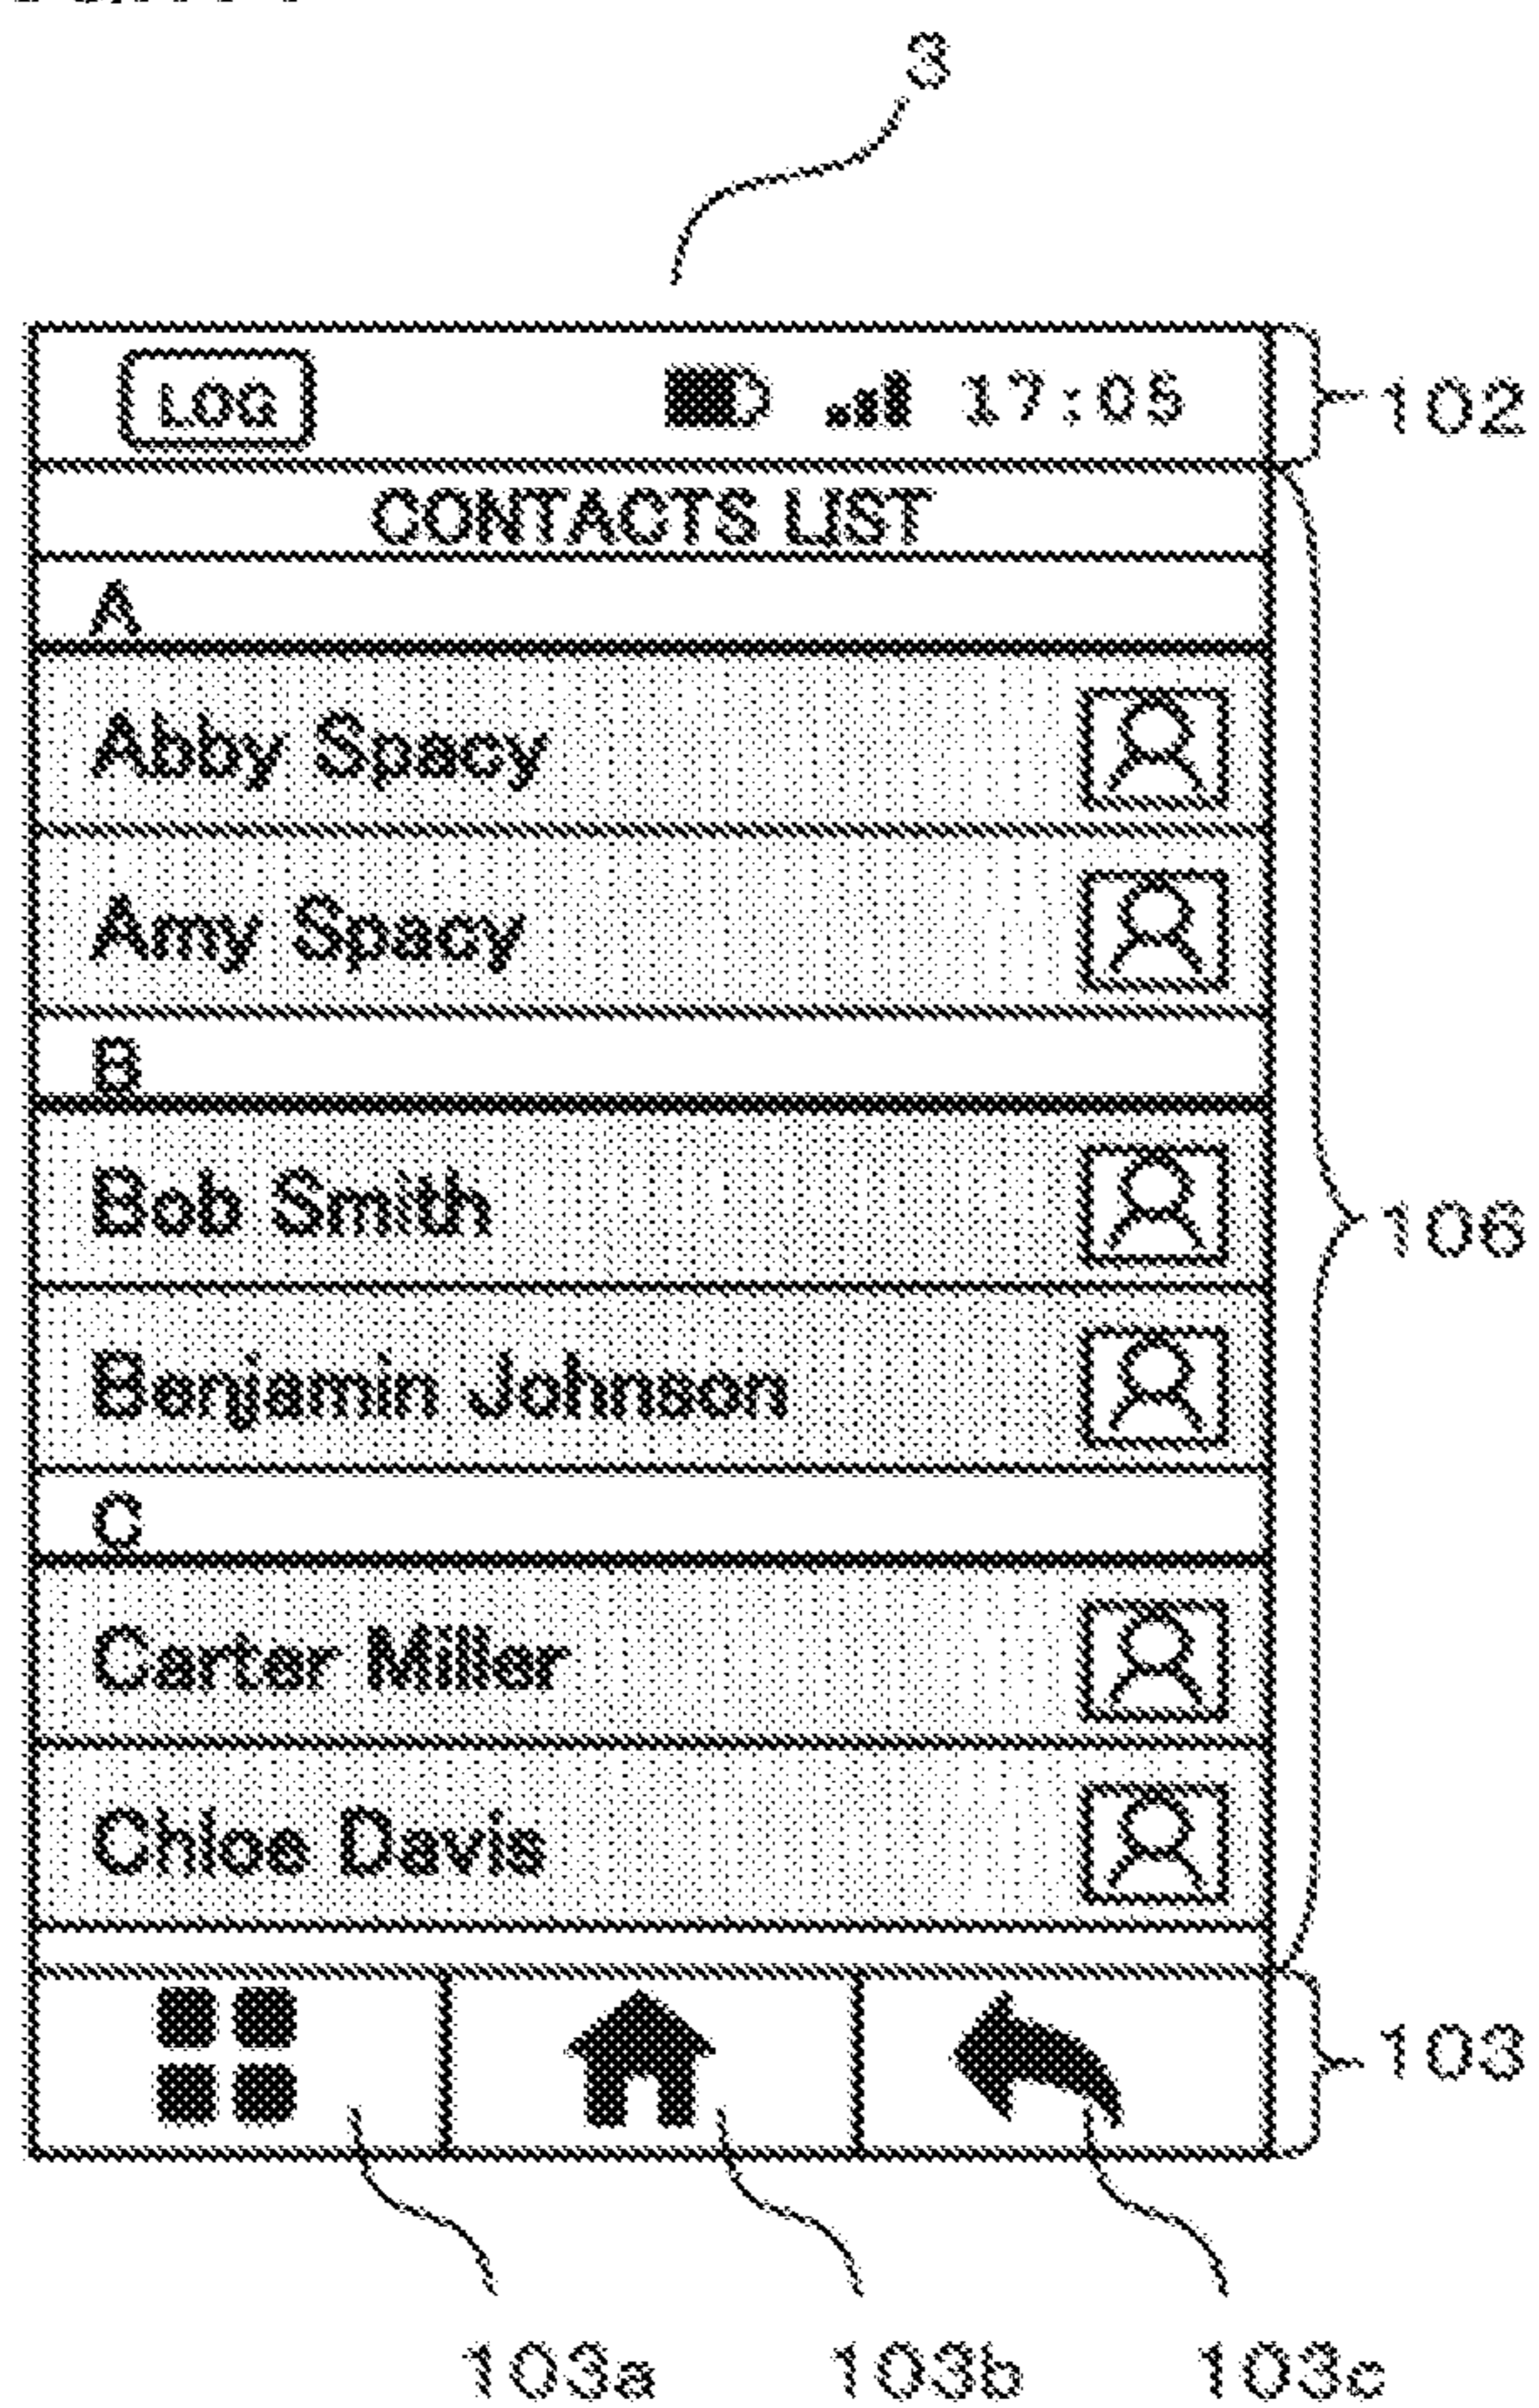 3
LOG 17:05
102
CONTACTS LIST
A
Abby Spacy
Amy Spacy
B
Bob Smith
106
Benjamin Johnson
C
Carter Miller
Chloe Davis
103
103a 103b 103c